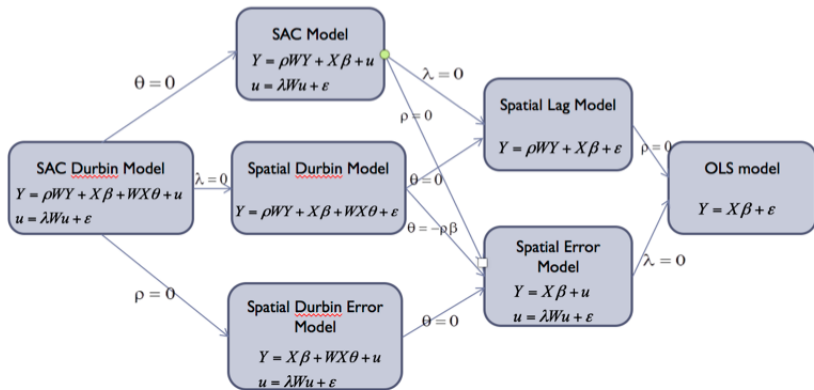 SAC Model
Y = ρWY + Xβ + u
u = λWu + ε
θ = 0
λ = 0
ρ = 0
Spatial Lag Model
Y = ρWY + Xβ + ε
SAC Durbin Model
Y = ρWY + Xβ + WXθ + u
u = λWu + ε
λ = 0
Spatial Durbin Model
Y = ρWY + Xβ + WXθ + ε
θ = 0
θ = −ρβ
ρ = 0
OLS model
Y = Xβ + ε
Spatial Error
Model
Y = Xβ + u
u = λWu + ε
λ = 0
ρ = 0
Spatial Durbin Error
Model
Y = Xβ + WXθ + u
u = λWu + ε
θ = 0